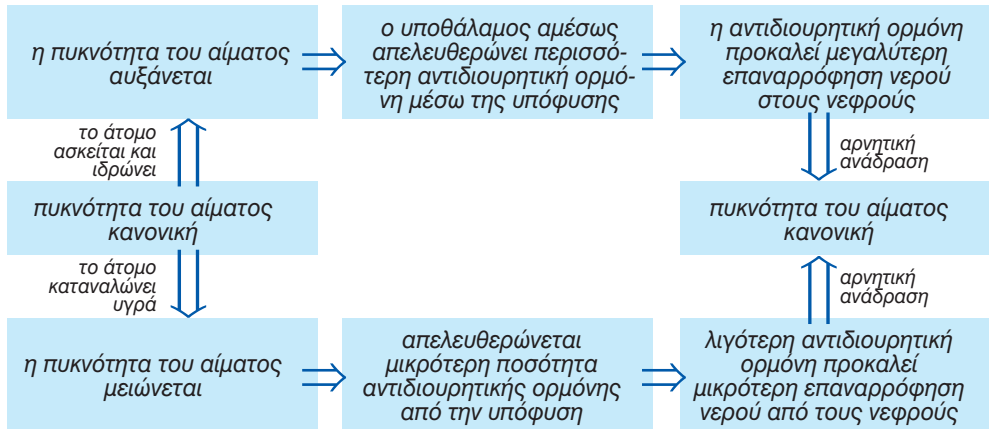 η πυκνότητα του αίματος
αυξάνεται
ο υποθάλαμος αμέσως
απελευθερώνει περισσό-
τερη αντιδιουρητική ορμό-
νη μέσω της υπόφυσης
η αντιδιουρητική ορμόνη
προκαλεί μεγαλύτερη
επαναρρόφηση νερού
στους νεφρούς
το άτομο
ασκείται και
ιδρώνει
αρνητική
ανάδραση
πυκνότητα του αίματος
κανονική
πυκνότητα του αίματος
κανονική
το άτομο
καταναλώνει
υγρά
αρνητική
ανάδραση
η πυκνότητα του αίματος
μειώνεται
απελευθερώνεται
μικρότερη ποσότητα
αντιδιουρητικής ορμόνης
από την υπόφυση
λιγότερη αντιδιουρητική
ορμόνη προκαλεί
μικρότερη επαναρρόφηση
νερού από τους νεφρούς